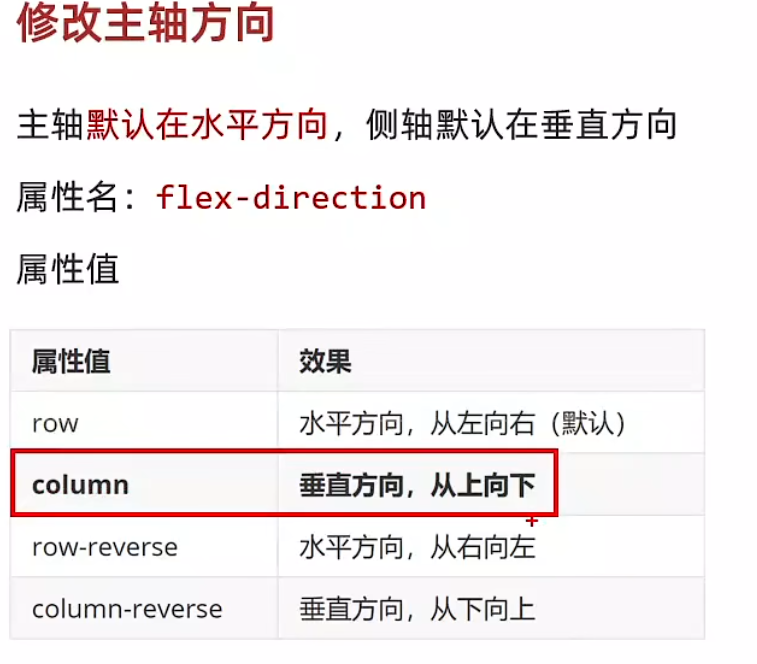 修改主轴方向
主轴默认在水平方向，侧轴默认在垂直方向
属性名：flex-direction
属性值
属性值 效果
row 水平方向，从左向右（默认）
column 垂直方向，从上向下
row-reverse 水平方向，从右向左
column-reverse 垂直方向，从下向上